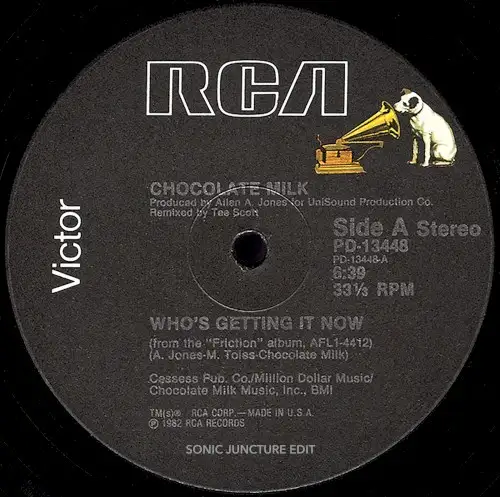 RCA
Victor
CHOCOLATE MILK
Produced by Allen A. Jones for UniSound Production Co.
Remixed by Tee Scott
Side A Stereo
PD-13448
PD-13448-A
6:39
33⅓ RPM
WHO'S GETTING IT NOW
(from the "Friction" album, AFL1-4412)
(A. Jones-M. Toles-Chocolate Milk)
Cessess Pub. Co./Million Dollar Music/
Chocolate Milk Music, Inc., BMI
TM(s)® RCA CORP.—MADE IN U.S.A.
℗ 1982 RCA RECORDS
SONIC JUNCTURE EDIT